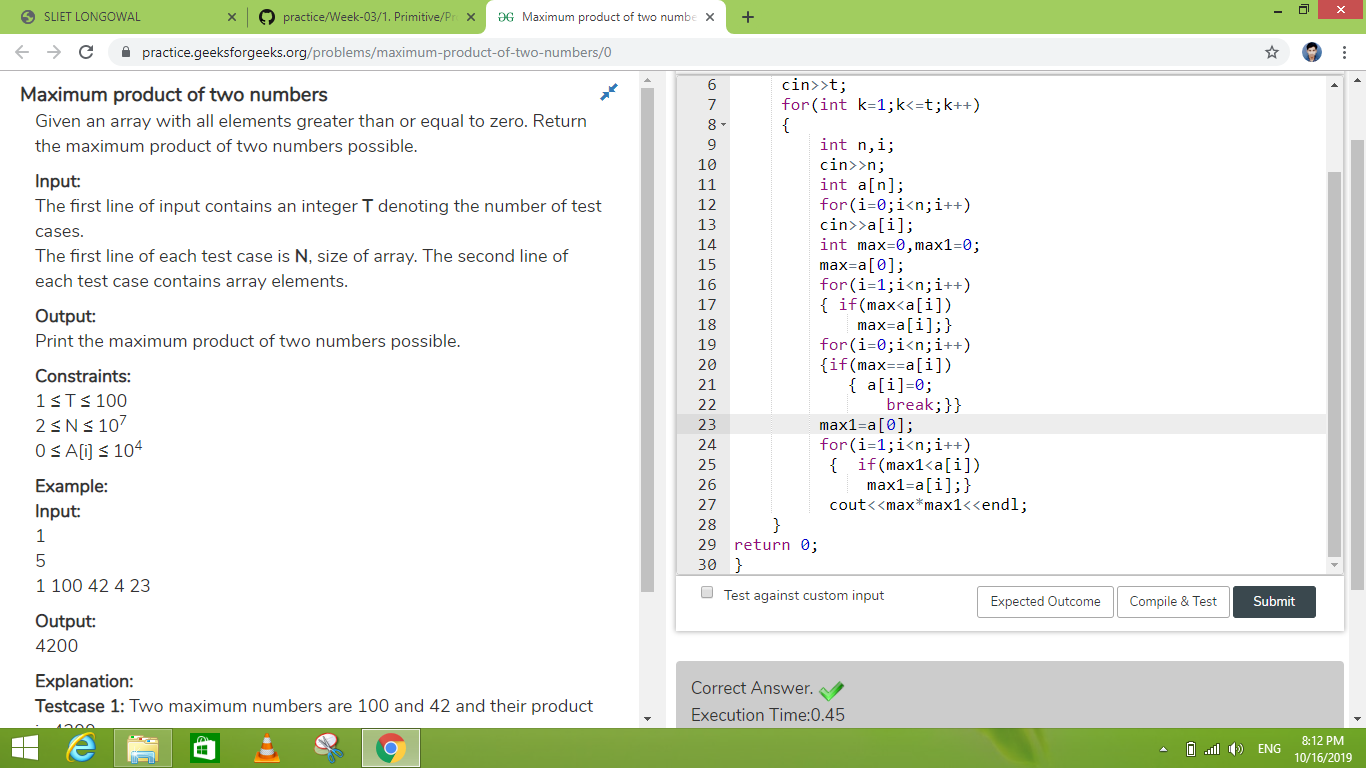 SLIET LONGOWAL
practice/Week-03/1. Primitive/Pr
Maximum product of two numbe
practice.geeksforgeeks.org/problems/maximum-product-of-two-numbers/0
Maximum product of two numbers
Given an array with all elements greater than or equal to zero. Return
the maximum product of two numbers possible.
Input:
The first line of input contains an integer T denoting the number of test
cases.
The first line of each test case is N, size of array. The second line of
each test case contains array elements.
Output:
Print the maximum product of two numbers possible.
Constraints:
1 ≤ T ≤ 100
2 ≤ N ≤ 10⁷
0 ≤ A[i] ≤ 10⁴
Example:
Input:
1
5
1 100 42 4 23
Output:
4200
Explanation:
Testcase 1: Two maximum numbers are 100 and 42 and their product
6 cin>>t;
7 for(int k=1;k<=t;k++)
8 {
9 int n,i;
10 cin>>n;
11 int a[n];
12 for(i=0;i<n;i++)
13 cin>>a[i];
14 int max=0,max1=0;
15 max=a[0];
16 for(i=1;i<n;i++)
17 { if(max<a[i])
18 max=a[i];}
19 for(i=0;i<n;i++)
20 {if(max==a[i])
21 { a[i]=0;
22 break;}}
23 max1=a[0];
24 for(i=1;i<n;i++)
25 { if(max1<a[i])
26 max1=a[i];}
27 cout<<max*max1<<endl;
28 }
29 return 0;
30 }
Test against custom input
Expected Outcome
Compile & Test
Submit
Correct Answer.
Execution Time:0.45
ENG
8:12 PM
10/16/2019